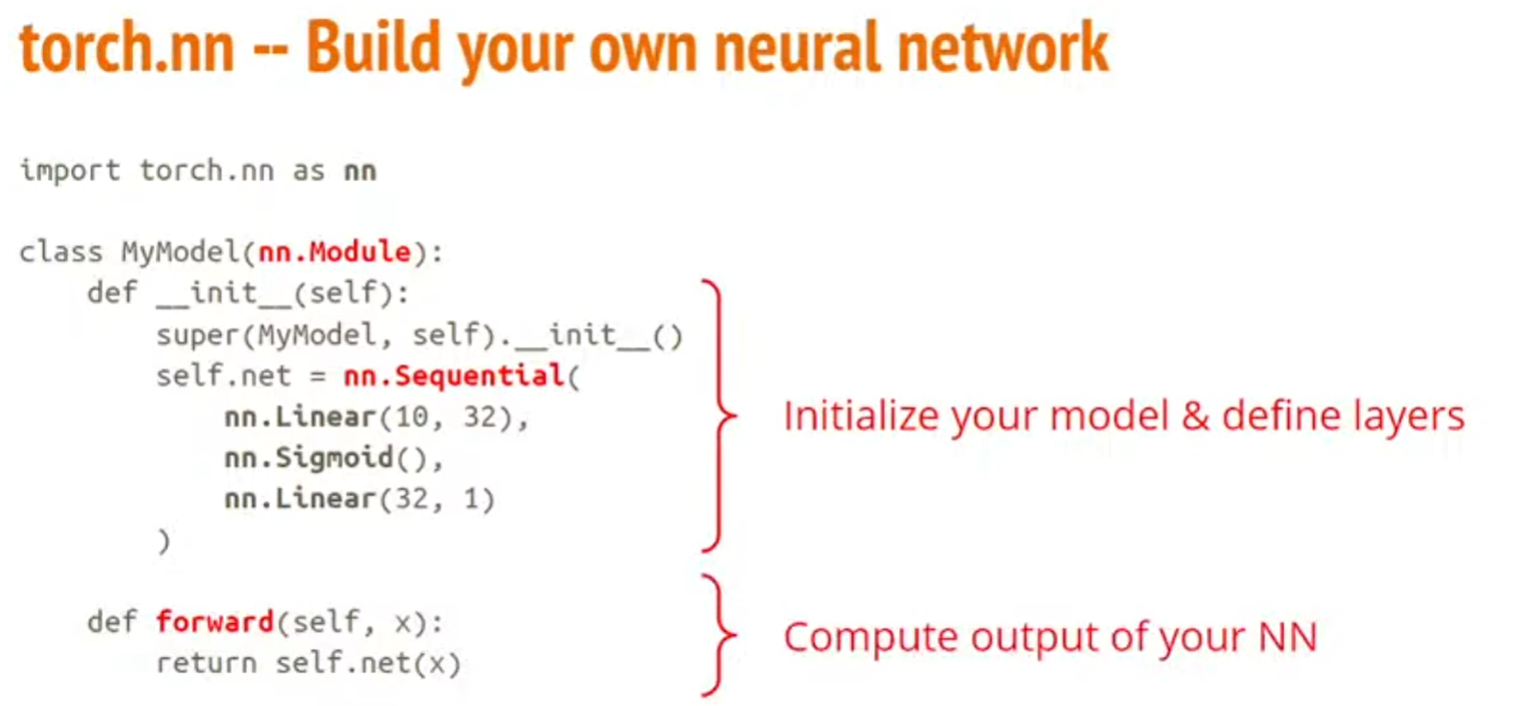 torch.nn -- Build your own neural network
import torch.nn as nn
class MyModel(nn.Module):
    def __init__(self):
        super(MyModel, self).__init__()
        self.net = nn.Sequential(
            nn.Linear(10, 32),
            nn.Sigmoid(),
            nn.Linear(32, 1)
        )
Initialize your model & define layers
    def forward(self, x):
        return self.net(x)
Compute output of your NN